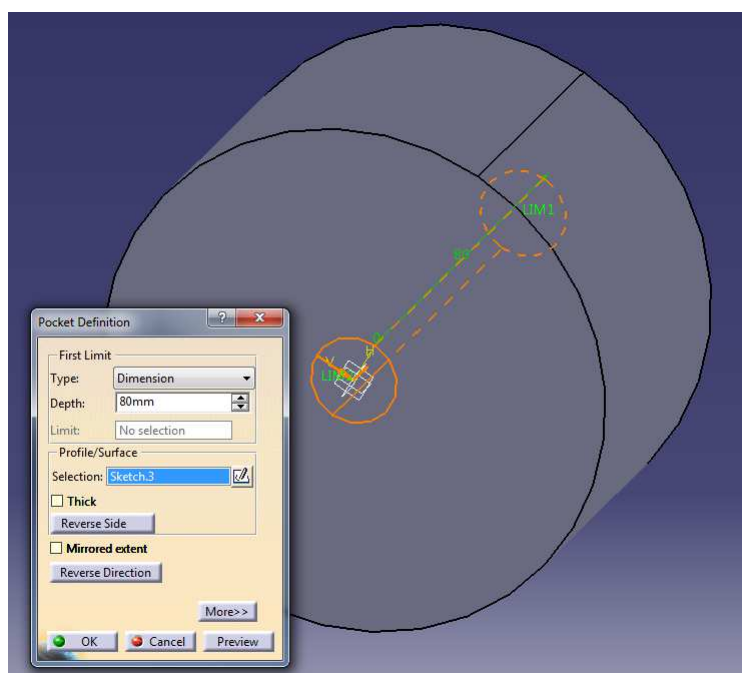 LIM1
80
H
V
Pocket Definition
?
First Limit
Type: Dimension
Depth: 80mm
Limit: No selection
Profile/Surface
Selection: Sketch.3
Thick
Reverse Side
Mirrored extent
Reverse Direction
More>>
OK Cancel Preview